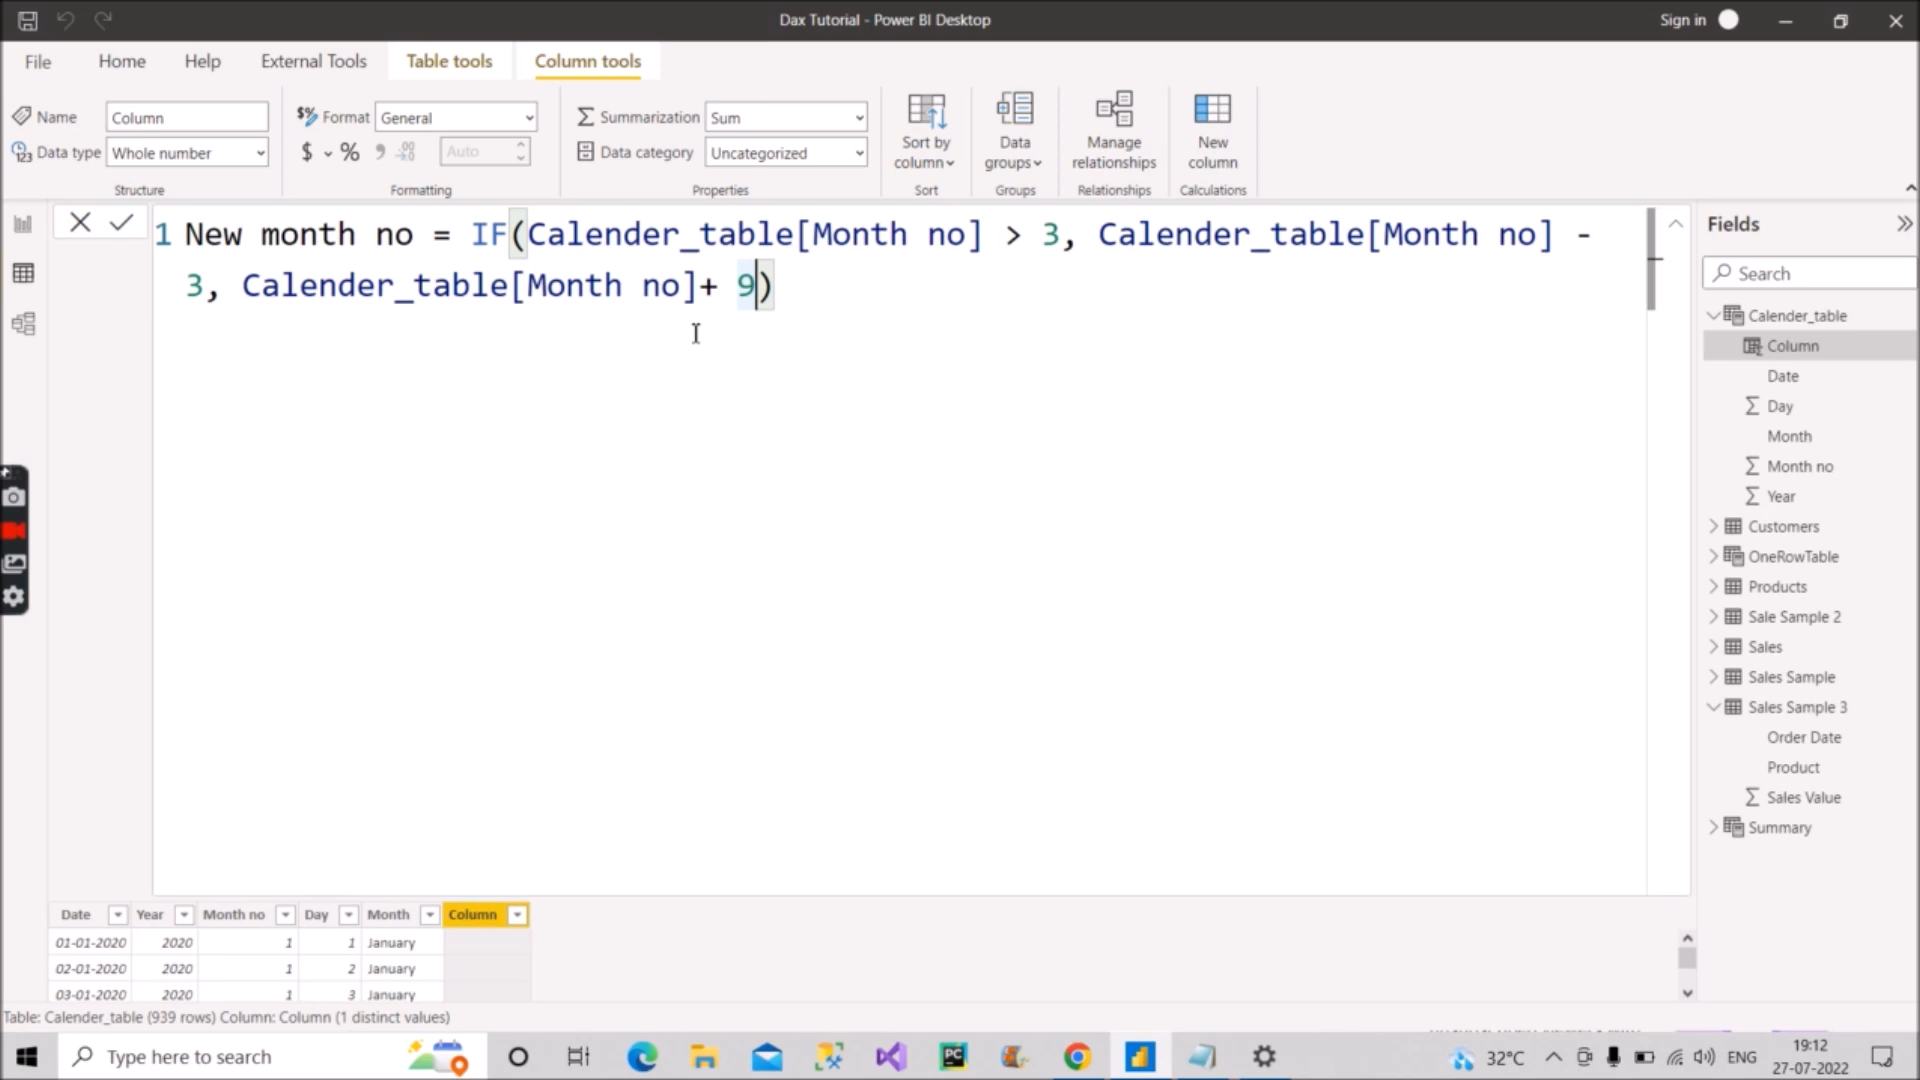 Dax Tutorial - Power BI Desktop
Sign in
File Home Help External Tools Table tools Column tools
Name Column
Data type Whole number
Structure
Format General
$ % Auto
Formatting
Summarization Sum
Data category Uncategorized
Properties
Sort by column
Sort
Data groups
Groups
Manage relationships
Relationships
New column
Calculations
1 New month no = IF(Calender_table[Month no] > 3, Calender_table[Month no] -
3, Calender_table[Month no]+ 9)
Fields
Search
Calender_table
Column
Date
Day
Month
Month no
Year
Customers
OneRowTable
Products
Sale Sample 2
Sales
Sales Sample
Sales Sample 3
Order Date
Product
Sales Value
Summary
Date Year Month no Day Month Column
01-01-2020 2020 1 1 January
02-01-2020 2020 1 2 January
03-01-2020 2020 1 3 January
Table: Calender_table (939 rows) Column: Column (1 distinct values)
Type here to search
PC
32°C
ENG
19:12
27-07-2022